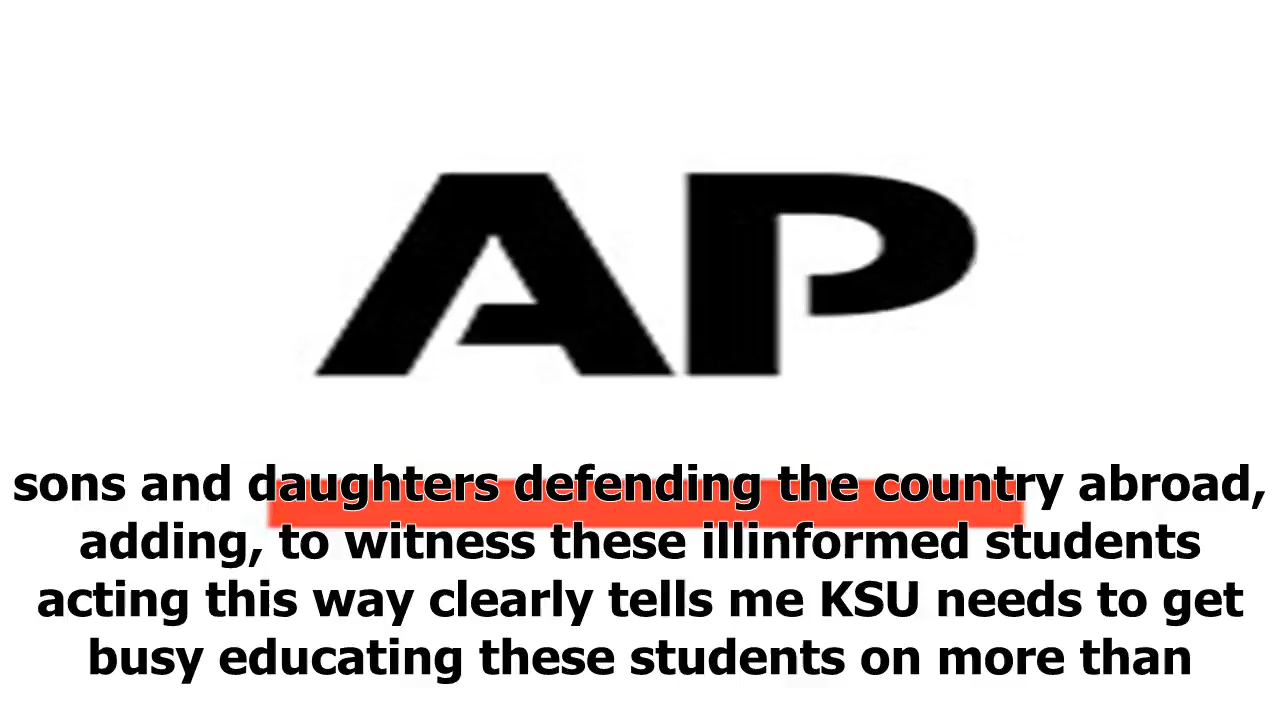 AP
sons and daughters defending the country abroad,
adding, to witness these illinformed students
acting this way clearly tells me KSU needs to get
busy educating these students on more than